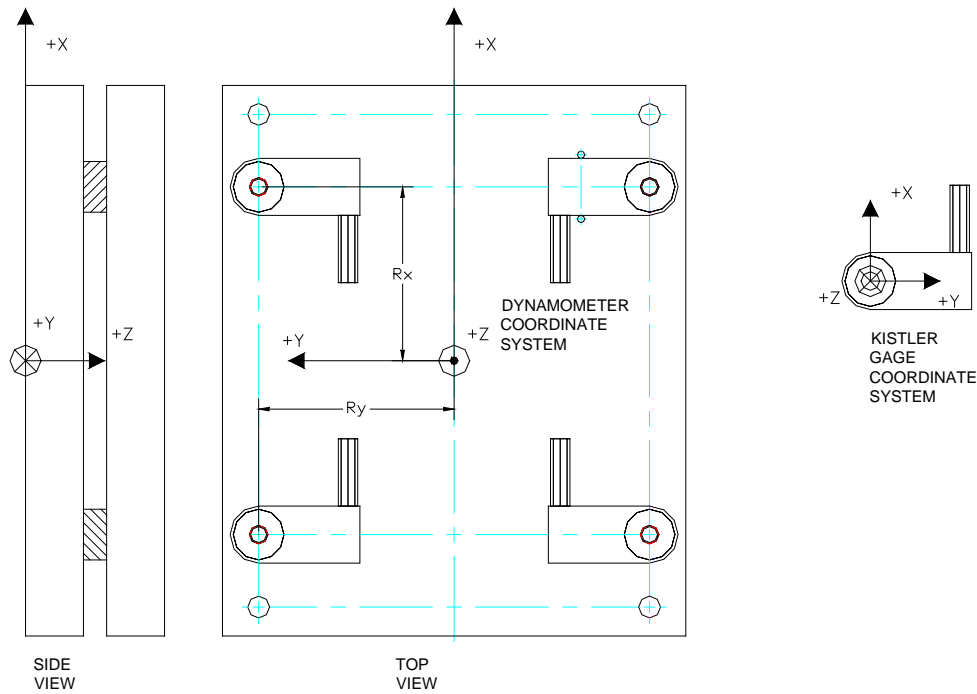 +X
+X
+X
Rx
+Y
+Z
+Y
+Z
DYNAMOMETER
COORDINATE
SYSTEM
+Z
+Y
Ry
KISTLER
GAGE
COORDINATE
SYSTEM
SIDE
VIEW
TOP
VIEW